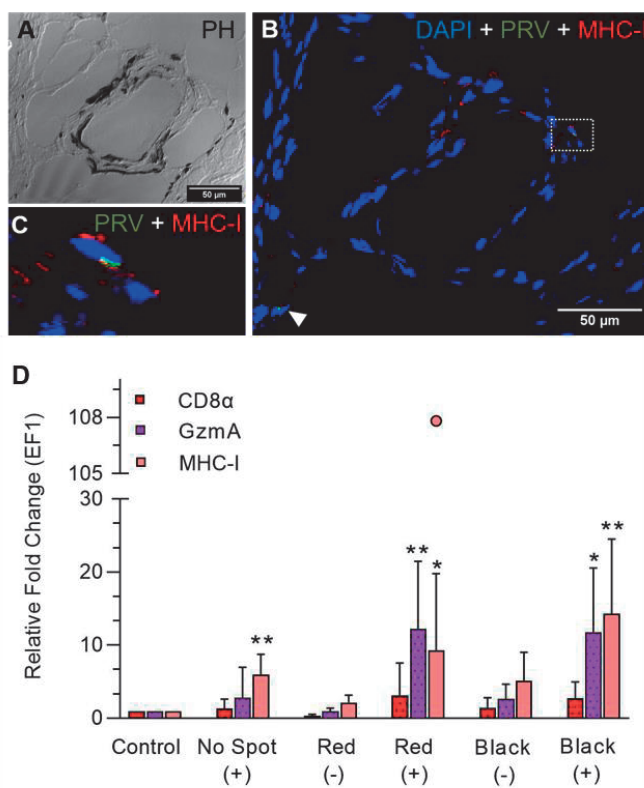 A
PH
50 µm
B
DAPI + PRV + MHC-I
50 µm
C
PRV + MHC-I
D
Relative Fold Change (EF1)
108
105
30
20
10
0
CD8α
GzmA
MHC-I
**
**
*
*
**
Control
No Spot
(+)
Red
(-)
Red
(+)
Black
(-)
Black
(+)